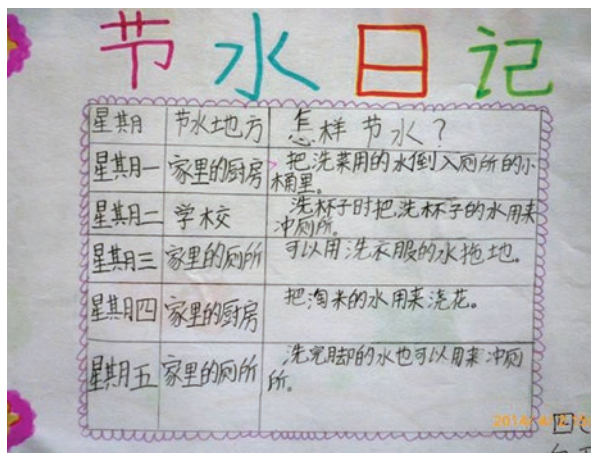 节水日记
星期 节水地方 怎样节水？
星期一 家里的厨房 把洗菜用的水倒入厕所的小
桶里。
星期二 学校 洗杯子时把洗杯子的水用来
冲厕所。
星期三 家里的厕所 可以用洗衣服的水拖地。
星期四 家里的厨房 把淘米的水用来浇花。
星期五 家里的厕所 洗完脚的水也可以用来冲厕
所。
四